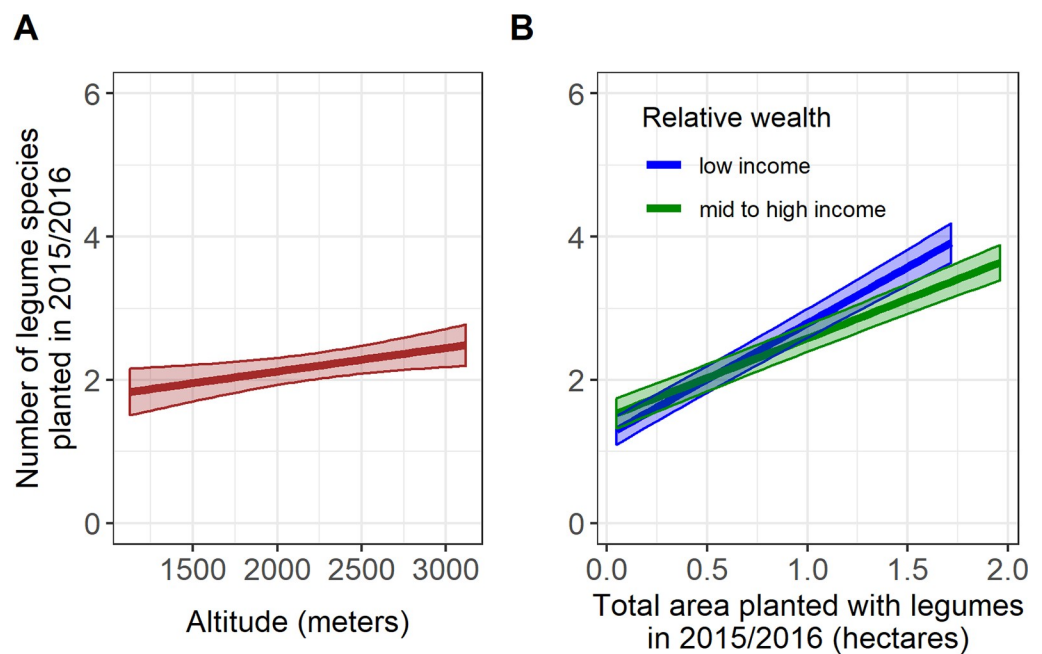 A
B
Number of legume species
planted in 2015/2016
6
4
2
0
1500 2000 2500 3000
Altitude (meters)
6
4
2
0
Relative wealth
low income
mid to high income
0.0 0.5 1.0 1.5 2.0
Total area planted with legumes
in 2015/2016 (hectares)